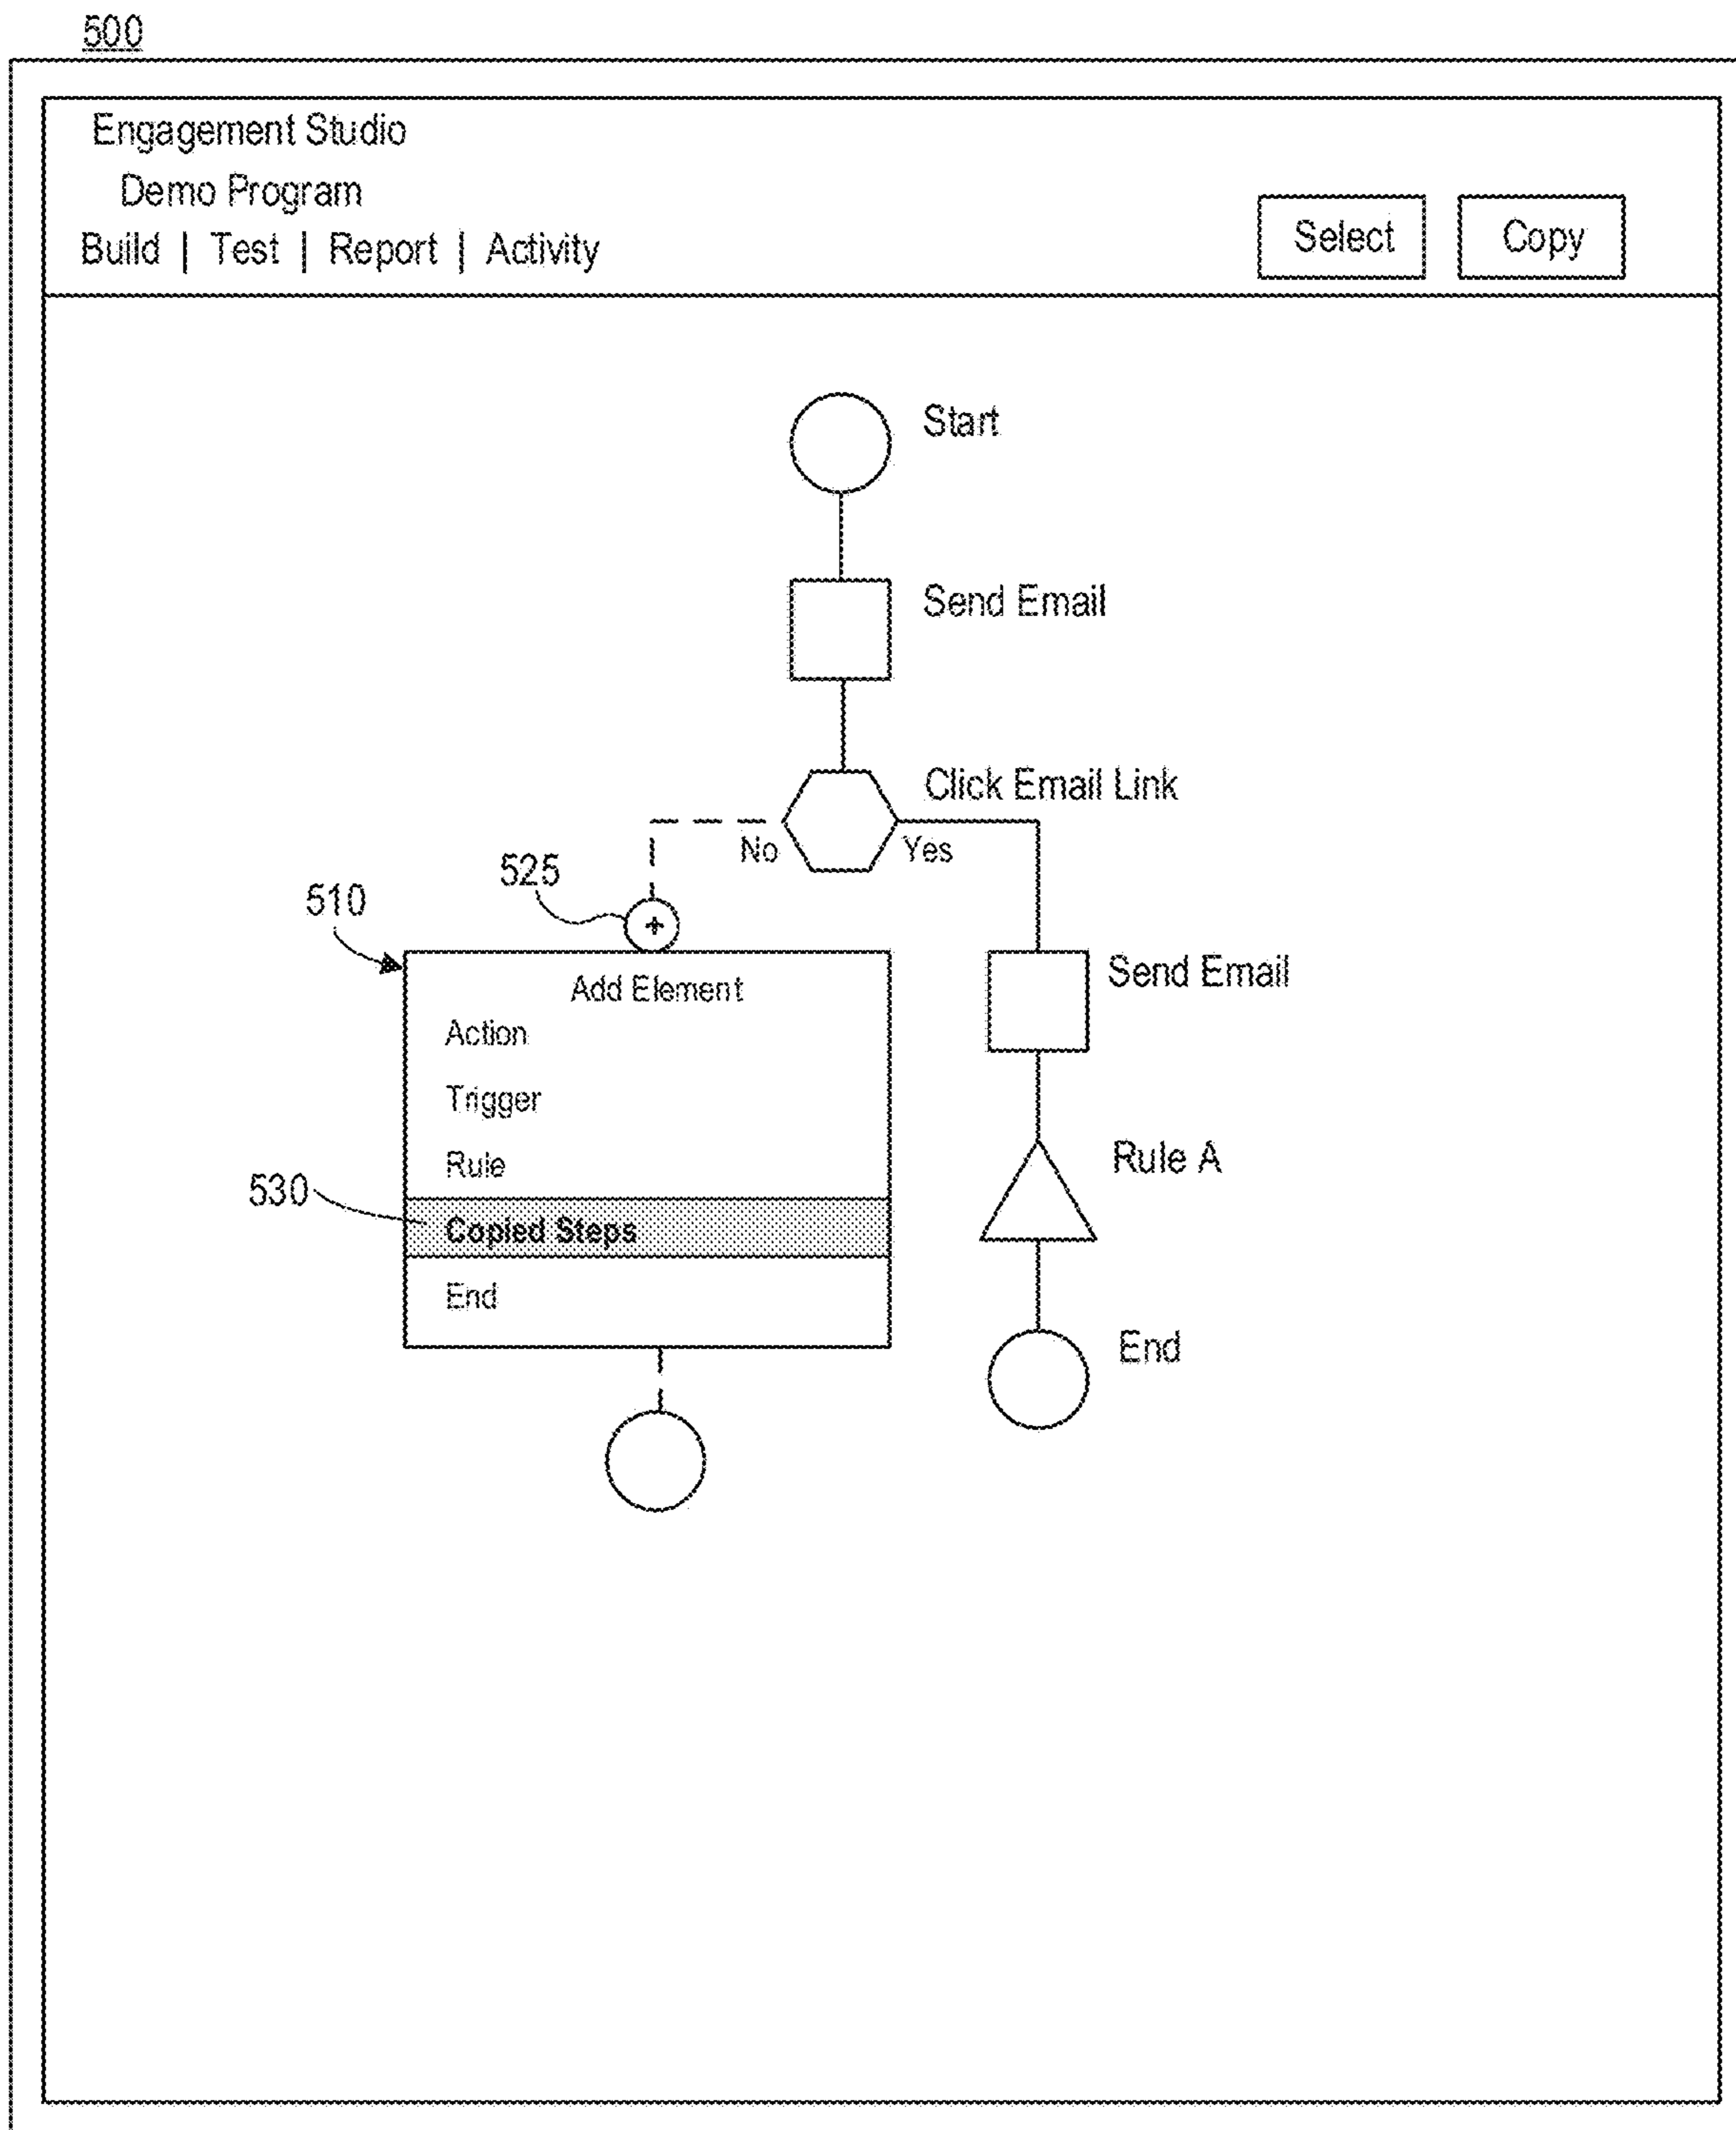 500
Engagement Studio
Demo Program
Build | Test | Report | Activity
Select
Copy
Start
Send Email
Click Email Link
No
Yes
525
510
+
Add Element
Action
Trigger
Rule
530
Copied Steps
End
Send Email
Rule A
End